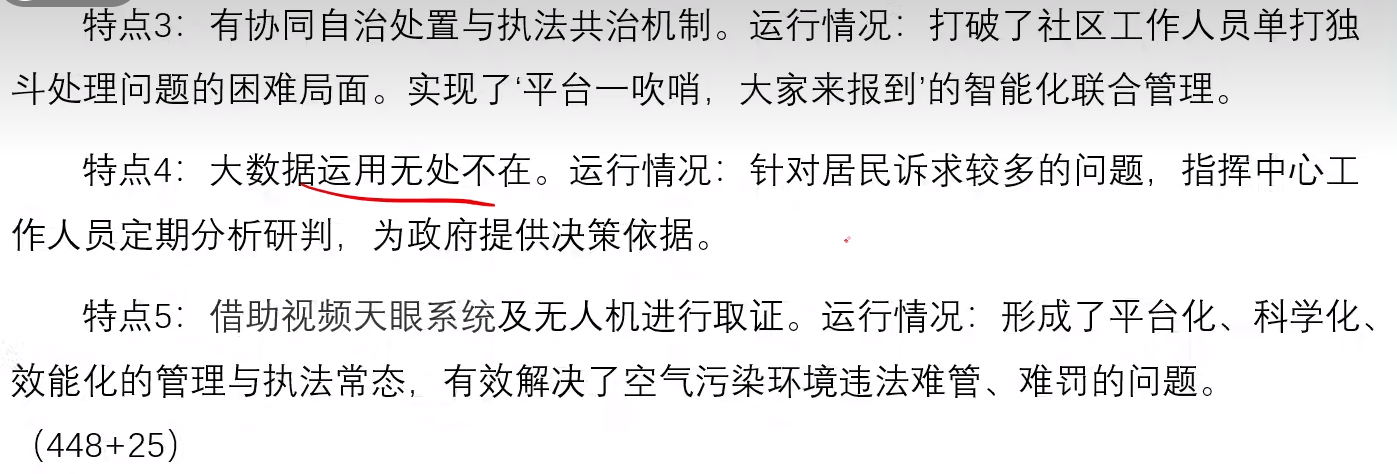 特点3：有协同自治处置与执法共治机制。运行情况：打破了社区工作人员单打独
斗处理问题的困难局面。实现了‘平台一吹哨，大家来报到’的智能化联合管理。
特点4：大数据运用无处不在。运行情况：针对居民诉求较多的问题，指挥中心工
作人员定期分析研判，为政府提供决策依据。
特点5：借助视频天眼系统及无人机进行取证。运行情况：形成了平台化、科学化、
效能化的管理与执法常态，有效解决了空气污染环境违法难管、难罚的问题。
（448+25）